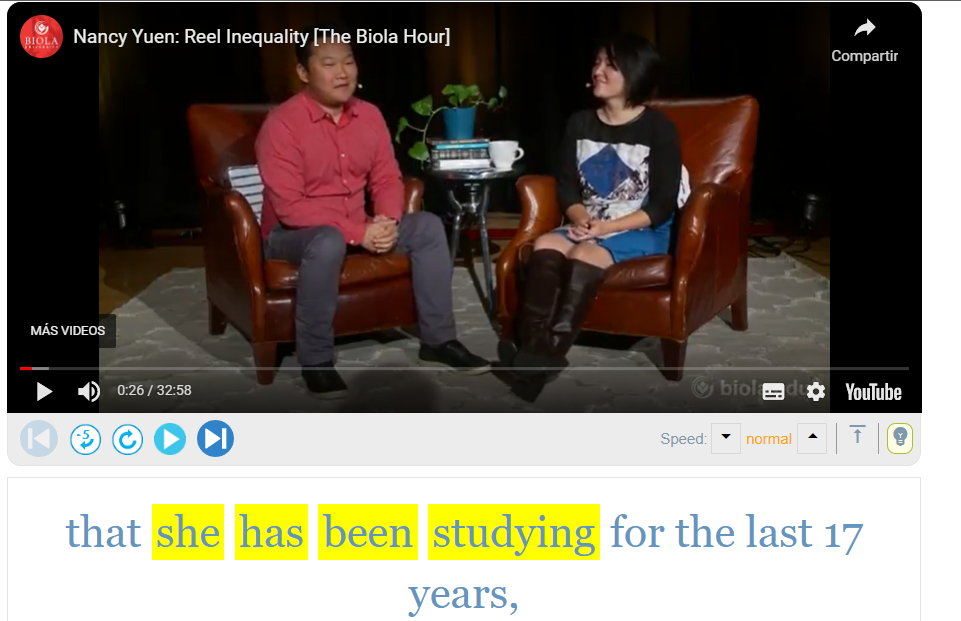 BIOLA
Nancy Yuen: Reel Inequality [The Biola Hour]
Compartir
MÁS VIDEOS
0:26 / 32:58
YouTube
-5
Speed:
normal
that she has been studying for the last 17
years,